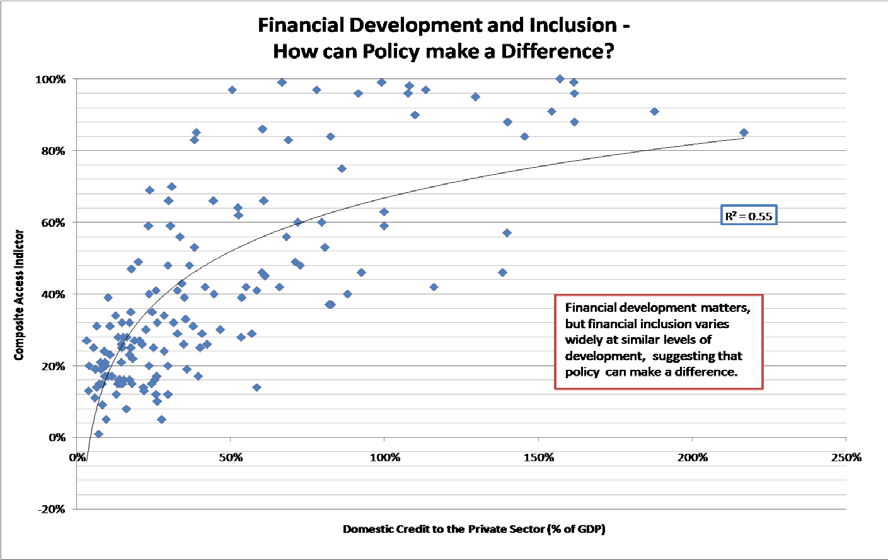 Financial Development and Inclusion -
How can Policy make a Difference?
100%
80%
60%
40%
20%
0%
-20%
0%
50%
100%
150%
200%
250%
Composite Access Indictor
R² = 0.55
Financial development matters,
but financial inclusion varies
widely at similar levels of
development, suggesting that
policy can make a difference.
Domestic Credit to the Private Sector (% of GDP)